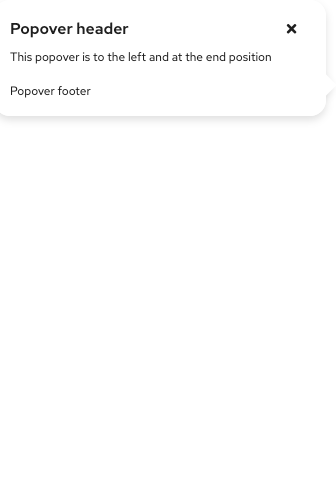 Popover header
This popover is to the left and at the end position
Popover footer